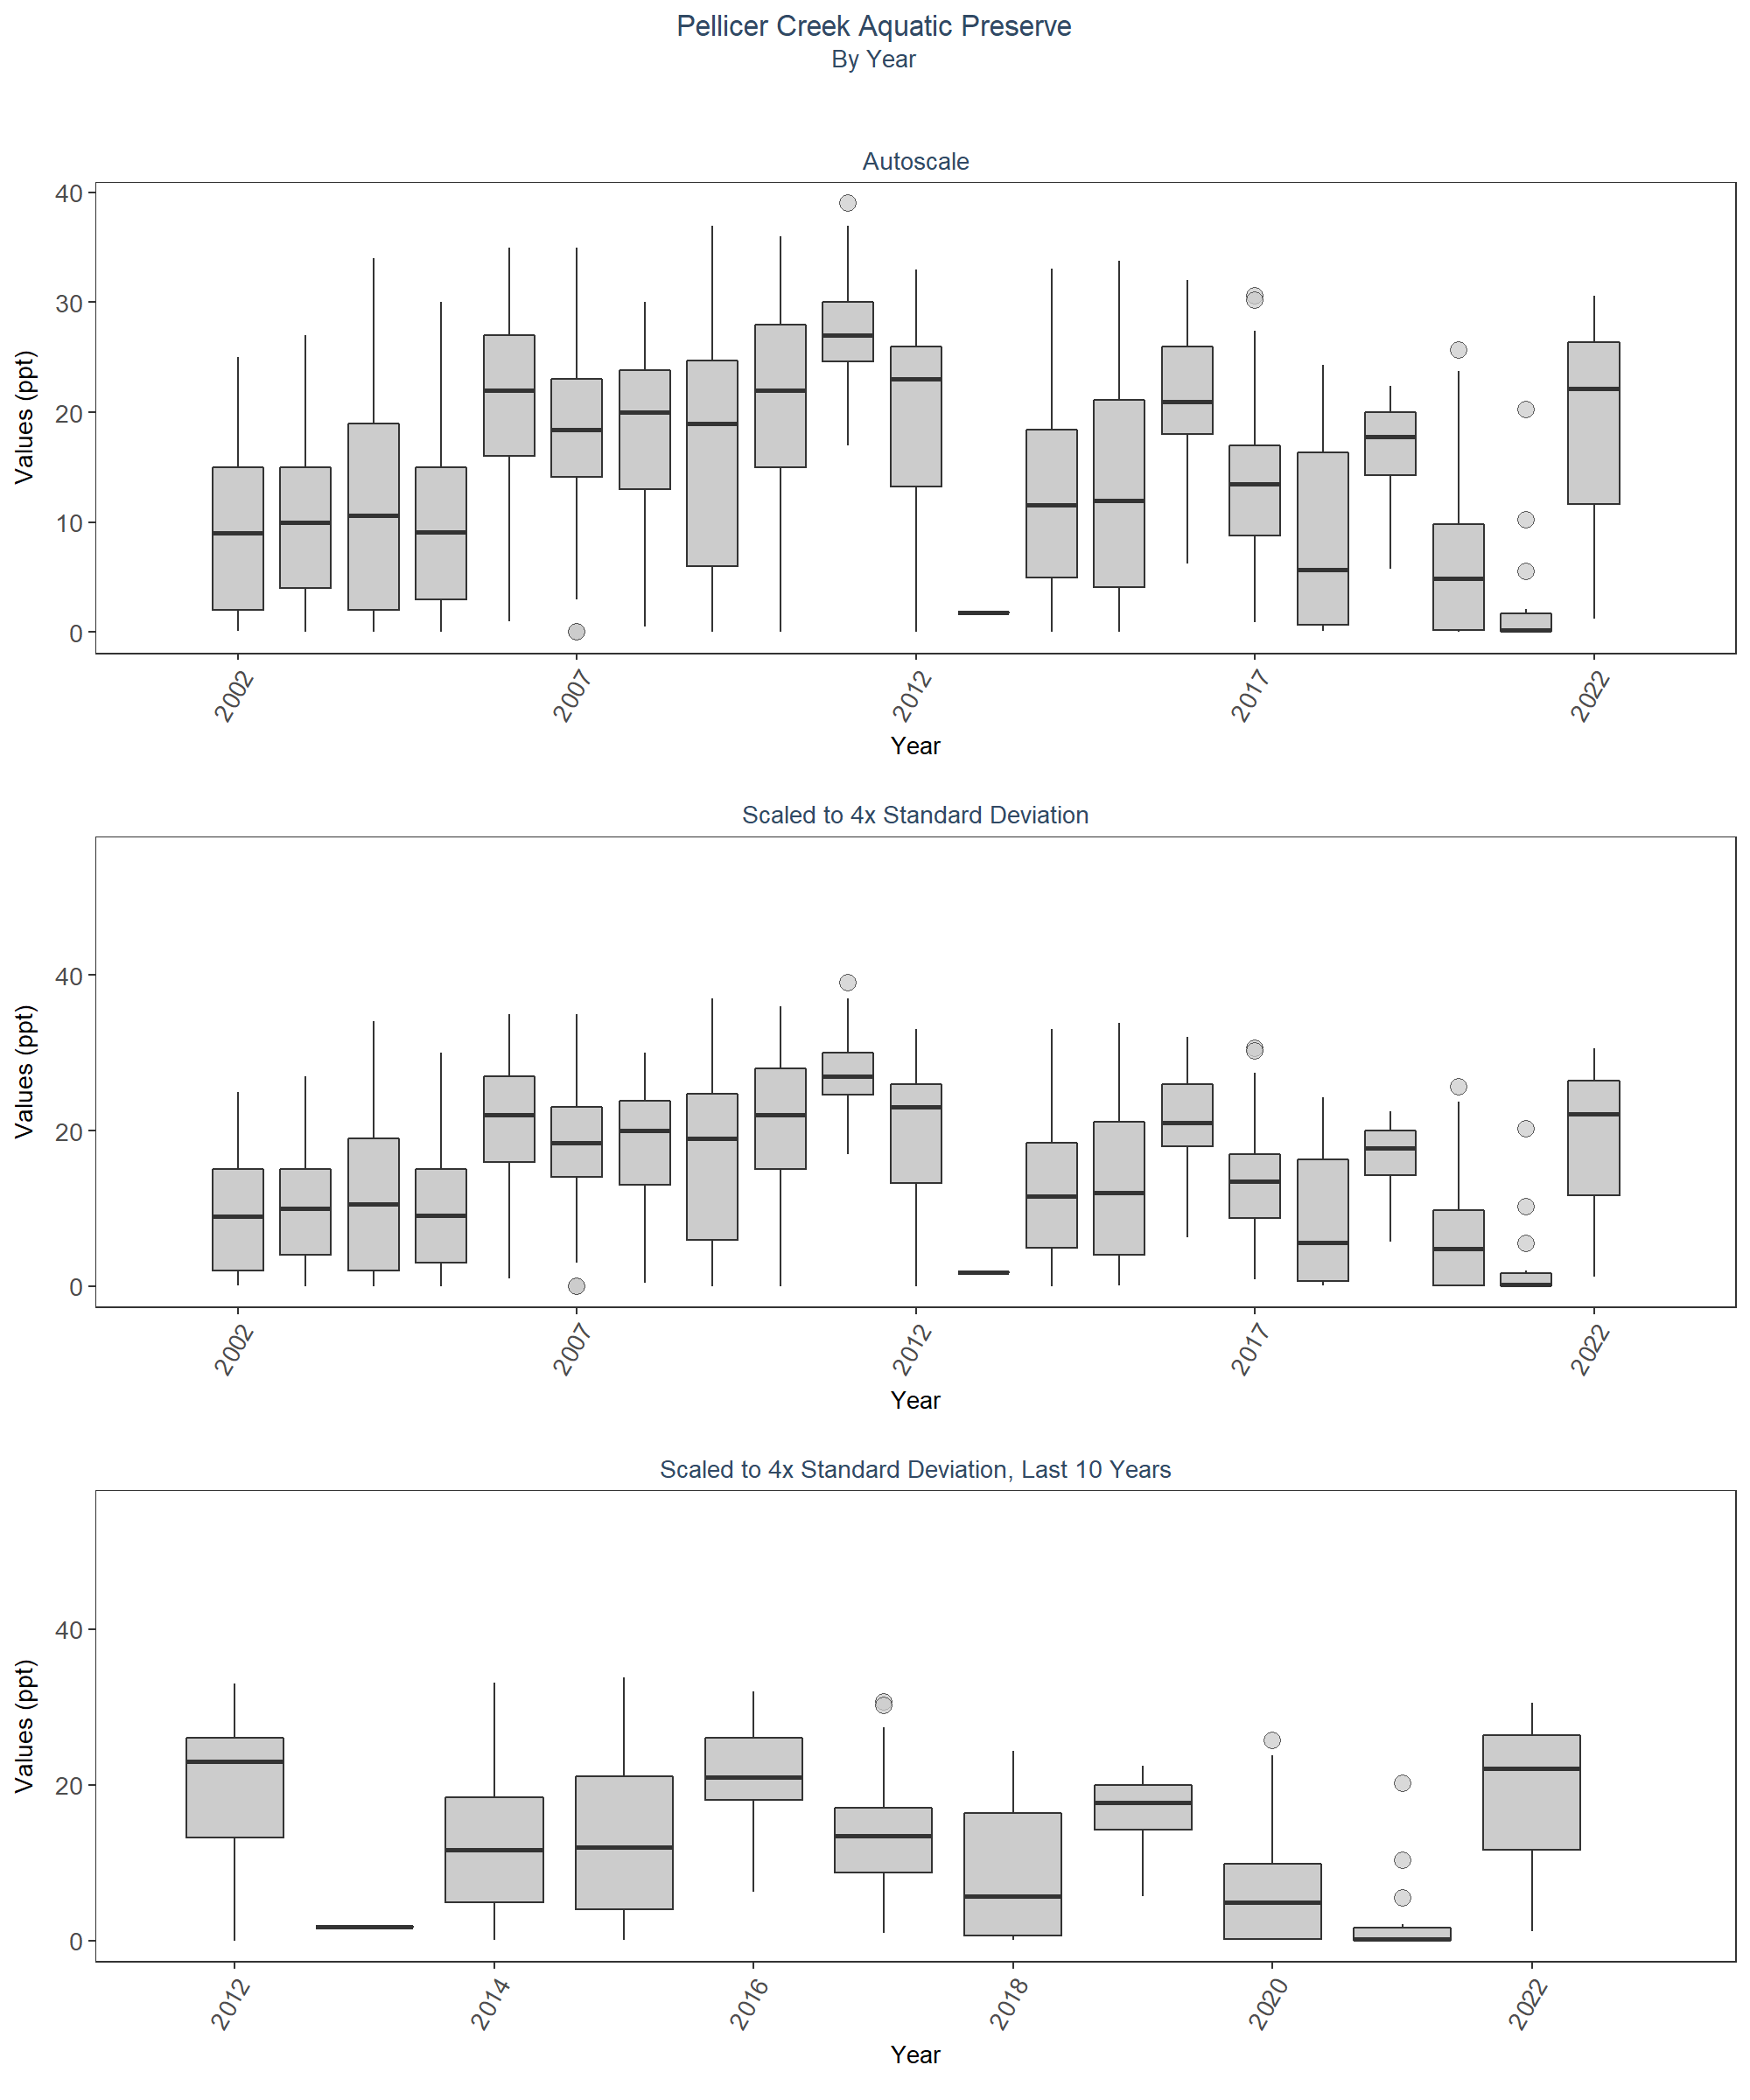 Pellicer Creek Aquatic Preserve
By Year
Autoscale
Values (ppt)
40
30
20
10
0
2002
2007
2012
2017
2022
Year
Scaled to 4x Standard Deviation
Values (ppt)
40
20
0
2002
2007
2012
2017
2022
Year
Scaled to 4x Standard Deviation, Last 10 Years
Values (ppt)
40
20
0
2012
2014
2016
2018
2020
2022
Year